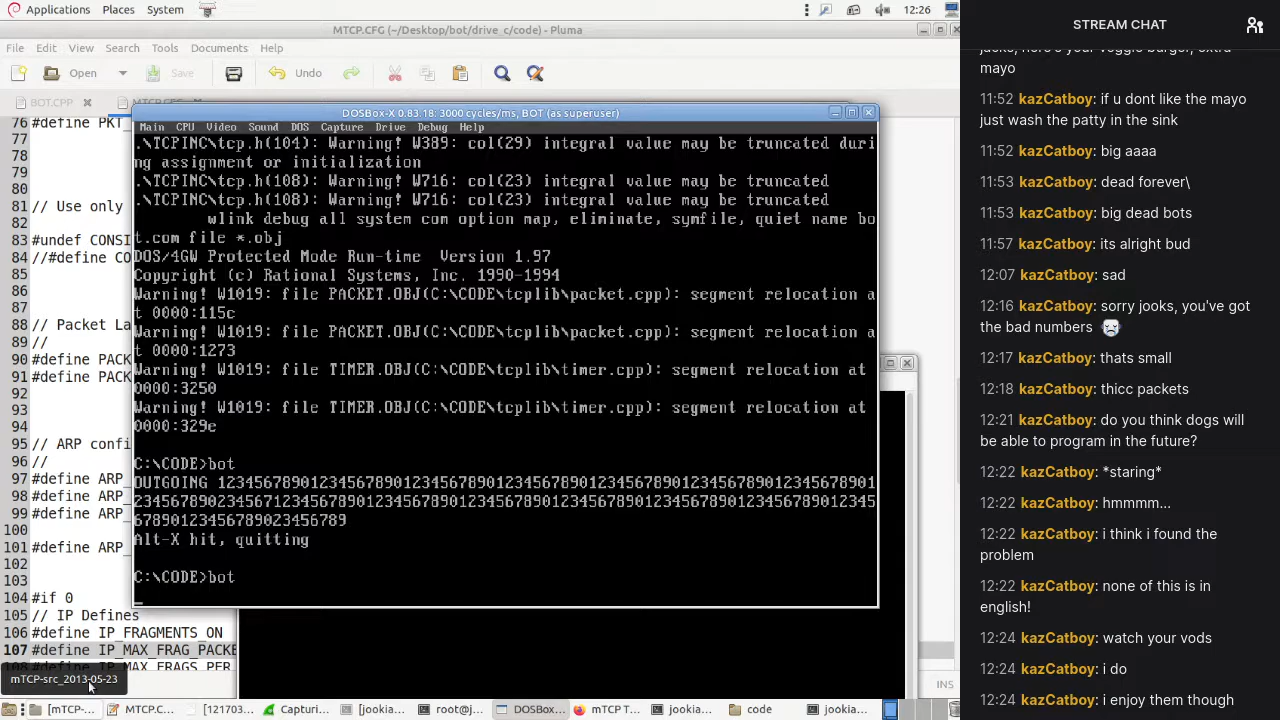 Applications Places System 12:26
MTCP.CFG (~/Desktop/bot/drive_c/code) - Pluma
File Edit View Search Tools Documents Help
Open Save Undo
BOT.CPP MTCP.CFG
76 #define PKT
77
78
79
80
81 // Use only
82
83 #undef CONSI
84 //#define CO
85
86
87
88 // Packet La
89 //
90 #define PACK
91 #define PACK
92
93
94
95 // ARP confi
96 //
97 #define ARP_
98 #define ARP_
99 #define ARP_
100
101 #define ARP_
102
103
104 #if 0
105 // IP Defines
106 #define IP_FRAGMENTS_ON
107 #define IP_MAX_FRAG_PACKE
108 #define IP_MAX_FRAGS_PER
mTCP-src_2013-05-23
INS
DOSBox-X 0.83.18: 3000 cycles/ms, BOT (as superuser)
Main CPU Video Sound DOS Capture Drive Debug Help
.\TCPINC\tcp.h(104): Warning! W389: col(29) integral value may be truncated duri
ng assignment or initialization
.\TCPINC\tcp.h(108): Warning! W716: col(23) integral value may be truncated
.\TCPINC\tcp.h(108): Warning! W716: col(23) integral value may be truncated
wlink debug all system com option map, eliminate, symfile, quiet name bo
t.com file *.obj
DOS/4GW Protected Mode Run-time Version 1.97
Copyright (c) Rational Systems, Inc. 1990-1994
Warning! W1019: file PACKET.OBJ(C:\CODE\tcplib\packet.cpp): segment relocation a
t 0000:115c
Warning! W1019: file PACKET.OBJ(C:\CODE\tcplib\packet.cpp): segment relocation a
t 0000:1273
Warning! W1019: file TIMER.OBJ(C:\CODE\tcplib\timer.cpp): segment relocation at
0000:3250
Warning! W1019: file TIMER.OBJ(C:\CODE\tcplib\timer.cpp): segment relocation at
0000:329e
C:\CODE>bot
OUTGOING 12345678901234567890123456789012345678901234567890123456789012345678901
23456789012345671234567890123456789012345678901234567890123456789012345678901234 5
67890123456789023456789
Alt-X hit, quitting
C:\CODE>bot
[mTCP-... MTCP.C... [1217/03... Capturi... [jookia... root@j... DOSBox... mTCP T... jookia... code jookia...
STREAM CHAT
mayo
11:52 kazCatboy: if u dont like the mayo
just wash the patty in the sink
11:52 kazCatboy: big aaaa
11:53 kazCatboy: dead forever\
11:53 kazCatboy: big dead bots
11:57 kazCatboy: its alright bud
12:07 kazCatboy: sad
12:16 kazCatboy: sorry jooks, you've got
the bad numbers
12:17 kazCatboy: thats small
12:18 kazCatboy: thicc packets
12:21 kazCatboy: do you think dogs will
be able to program in the future?
12:22 kazCatboy: *staring*
12:22 kazCatboy: hmmmm...
12:22 kazCatboy: i think i found the
problem
12:22 kazCatboy: none of this is in
english!
12:24 kazCatboy: watch your vods
12:24 kazCatboy: i do
12:24 kazCatboy: i enjoy them though